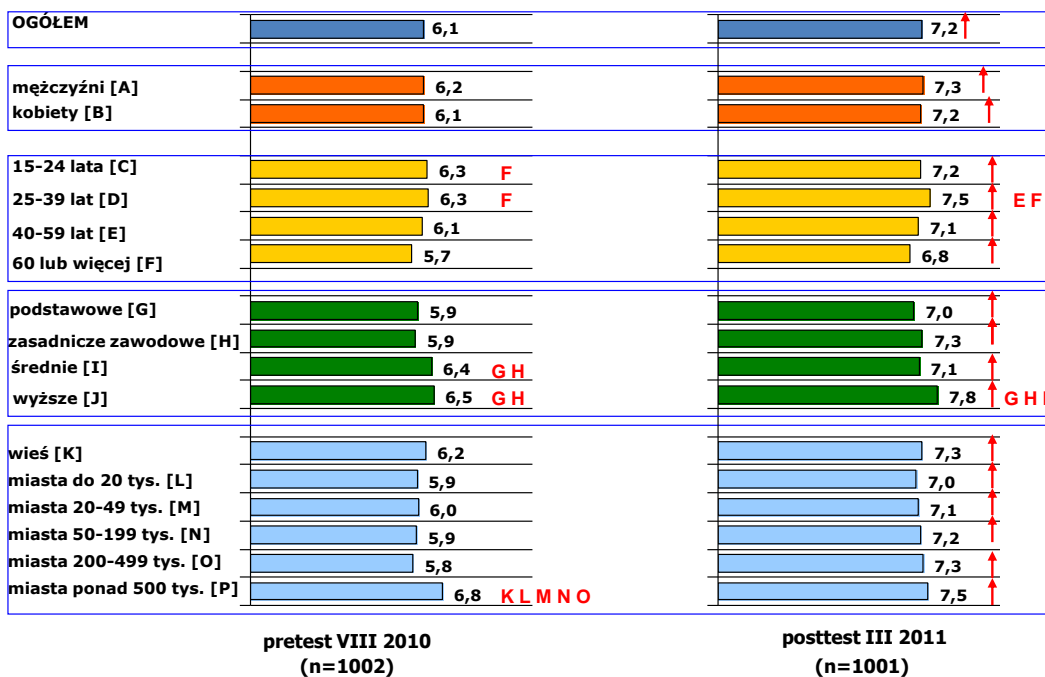 OGÓŁEM 6,1 7,2
mężczyźni [A] 6,2 7,3
kobiety [B] 6,1 7,2
15-24 lata [C] 6,3 F 7,2
25-39 lat [D] 6,3 F 7,5 E F
40-59 lat [E] 6,1 7,1
60 lub więcej [F] 5,7 6,8
podstawowe [G] 5,9 7,0
zasadnicze zawodowe [H] 5,9 7,3
średnie [I] 6,4 G H 7,1
wyższe [J] 6,5 G H 7,8 G H I
wieś [K] 6,2 7,3
miasta do 20 tys. [L] 5,9 7,0
miasta 20-49 tys. [M] 6,0 7,1
miasta 50-199 tys. [N] 5,9 7,2
miasta 200-499 tys. [O] 5,8 7,3
miasta ponad 500 tys. [P] 6,8 K L M N O 7,5
pretest VIII 2010 posttest III 2011
(n=1002) (n=1001)